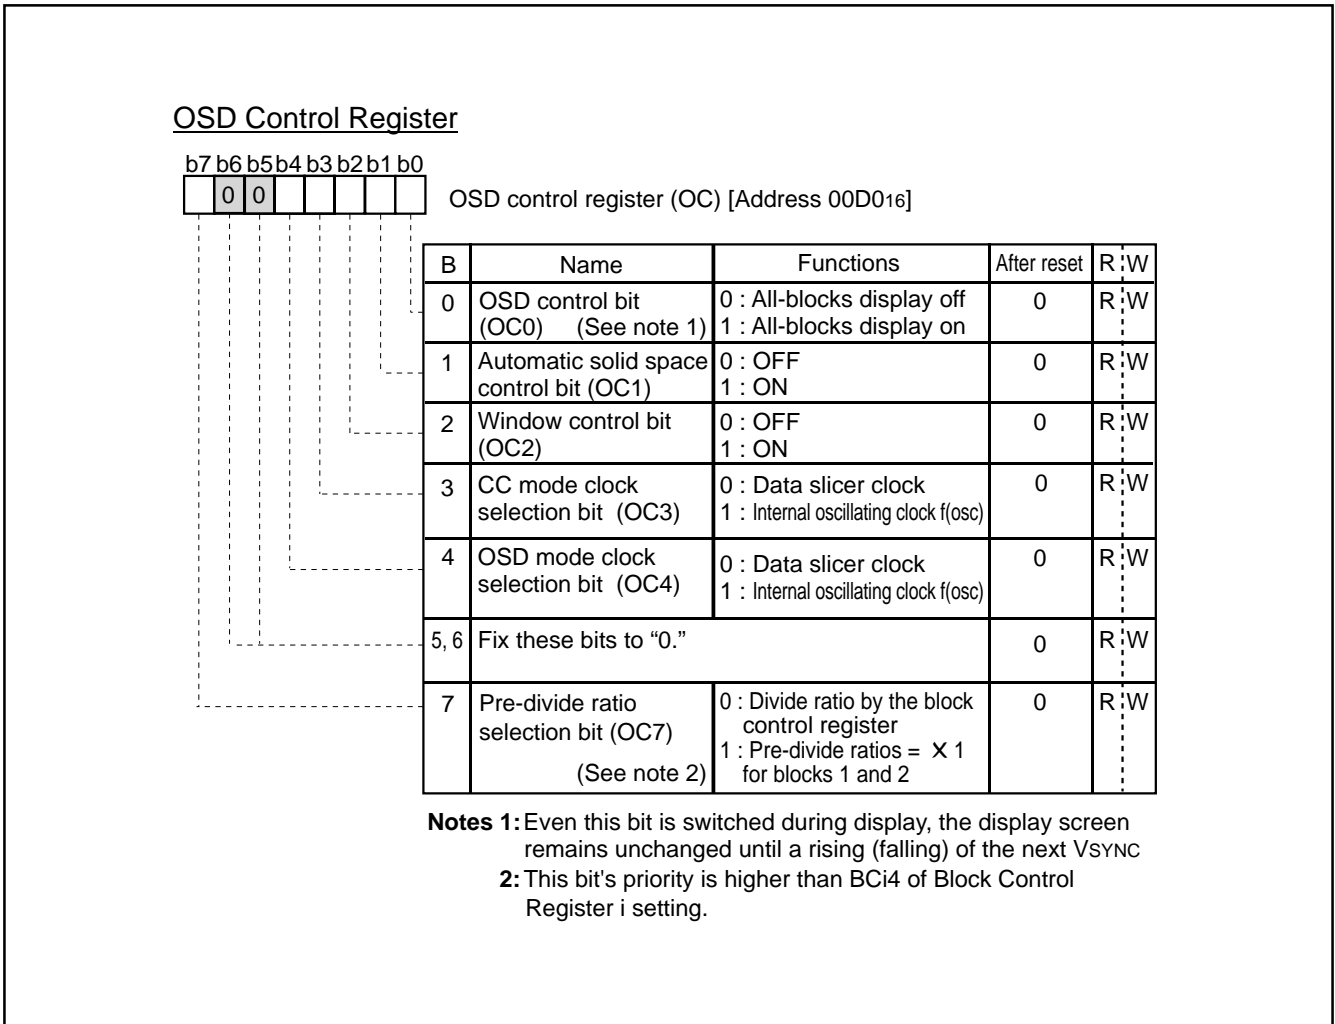 OSD Control Register
b7 b6 b5 b4 b3 b2 b1 b0
0 0
OSD control register (OC) [Address 00D016]
B Name Functions After reset R W
0 OSD control bit 0 : All-blocks display off 0 R W
(OC0) (See note 1) 1 : All-blocks display on
1 Automatic solid space 0 : OFF 0 R W
control bit (OC1) 1 : ON
2 Window control bit 0 : OFF 0 R W
(OC2) 1 : ON
3 CC mode clock 0 : Data slicer clock 0 R W
selection bit (OC3) 1 : Internal oscillating clock f(osc)
4 OSD mode clock 0 : Data slicer clock 0 R W
selection bit (OC4) 1 : Internal oscillating clock f(osc)
5, 6 Fix these bits to “0.” 0 R W
7 Pre-divide ratio 0 : Divide ratio by the block 0 R W
selection bit (OC7) control register
1 : Pre-divide ratios = X 1
(See note 2) for blocks 1 and 2
Notes 1: Even this bit is switched during display, the display screen
remains unchanged until a rising (falling) of the next VSYNC
2: This bit's priority is higher than BCi4 of Block Control
Register i setting.